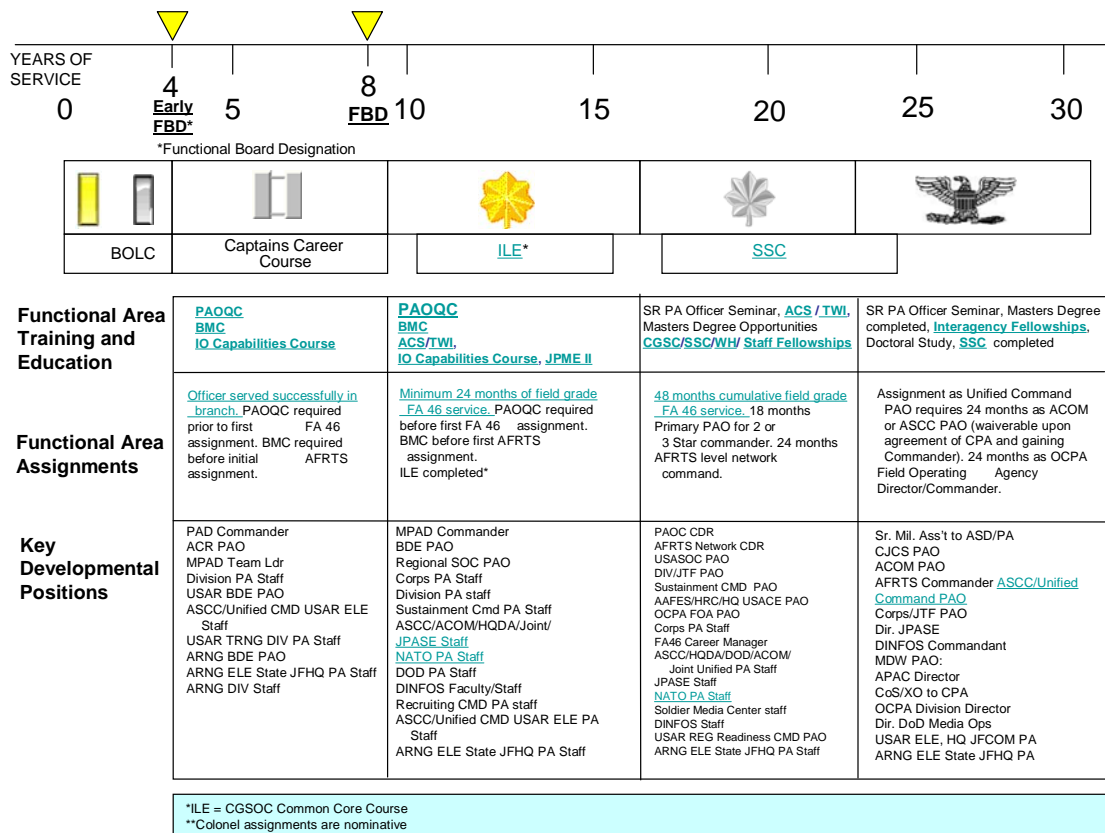 YEARS OF
SERVICE
0
4
Early
FBD*
5
8
FBD
10
15
20
25
30
*Functional Board Designation
BOLC
Captains Career
Course
ILE*
SSC
Functional Area
Training and
Education
PAOQC
BMC
IO Capabilities Course
PAOQC
BMC
ACS/TWI,
IO Capabilities Course, JPME II
SR PA Officer Seminar, ACS / TWI,
Masters Degree Opportunities
CGSC/SSC/WH/ Staff Fellowships
SR PA Officer Seminar, Masters Degree
completed, Interagency Fellowships,
Doctoral Study, SSC completed
Functional Area
Assignments
Officer served successfully in
branch. PAOQC required
prior to first FA 46
assignment. BMC required
before initial AFRTS
assignment.
Minimum 24 months of field grade
FA 46 service. PAOQC required
before first FA 46 assignment.
BMC before first AFRTS
assignment.
ILE completed*
48 months cumulative field grade
FA 46 service. 18 months
Primary PAO for 2 or
3 Star commander. 24 months
AFRTS level network
command.
Assignment as Unified Command
PAO requires 24 months as ACOM
or ASCC PAO (waiverable upon
agreement of CPA and gaining
Commander). 24 months as OCPA
Field Operating Agency
Director/Commander.
Key
Developmental
Positions
PAD Commander
ACR PAO
MPAD Team Ldr
Division PA Staff
USAR BDE PAO
ASCC/Unified CMD USAR ELE
Staff
USAR TRNG DIV PA Staff
ARNG BDE PAO
ARNG ELE State JFHQ PA Staff
ARNG DIV Staff
MPAD Commander
BDE PAO
Regional SOC PAO
Corps PA Staff
Division PA staff
Sustainment Cmd PA Staff
ASCC/ACOM/HQDA/Joint/
JPASE Staff
NATO PA Staff
DOD PA Staff
DINFOS Faculty/Staff
Recruiting CMD PA staff
ASCC/Unified CMD USAR ELE PA
Staff
ARNG ELE State JFHQ PA Staff
PAOC CDR
AFRTS Network CDR
USASOC PAO
DIV/JTF PAO
Sustainment CMD PAO
AAFES/HRC/HQ USACE PAO
OCPA FOA PAO
Corps PA Staff
FA46 Career Manager
ASCC/HQDA/DOD/ACOM/
Joint Unified PA Staff
JPASE Staff
NATO PA Staff
Soldier Media Center staff
DINFOS Staff
USAR REG Readiness CMD PAO
ARNG ELE State JFHQ PA Staff
Sr. Mil. Ass't to ASD/PA
CJCS PAO
ACOM PAO
AFRTS Commander ASCC/Unified
Command PAO
Corps/JTF PAO
Dir. JPASE
DINFOS Commandant
MDW PAO:
APAC Director
CoS/XO to CPA
OCPA Division Director
Dir. DoD Media Ops
USAR ELE, HQ JFCOM PA
ARNG ELE State JFHQ PA
*ILE = CGSOC Common Core Course
**Colonel assignments are nominative